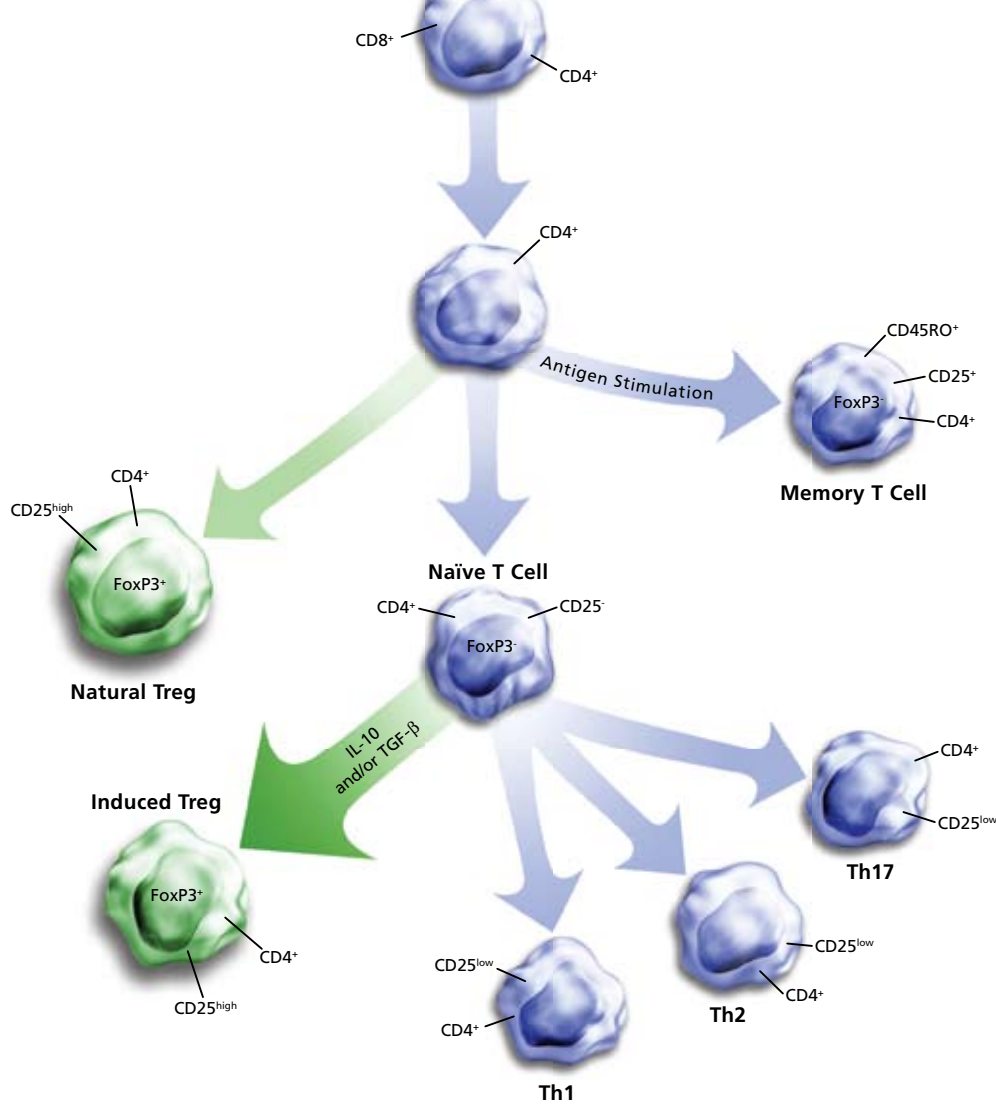 CD8⁺
CD4⁺
CD4⁺
Antigen Stimulation
CD45RO⁺
CD25⁺
FoxP3⁻
CD4⁺
Memory T Cell
CD4⁺
CD25ʰⁱᵍʰ
FoxP3⁺
Natural Treg
Naïve T Cell
CD4⁺
CD25⁻
FoxP3⁻
IL-10
and/or TGF-β
Induced Treg
FoxP3⁺
CD4⁺
CD25ʰⁱᵍʰ
CD4⁺
CD25ˡᵒʷ
Th17
CD25ˡᵒʷ
CD4⁺
Th2
CD25ˡᵒʷ
CD4⁺
Th1